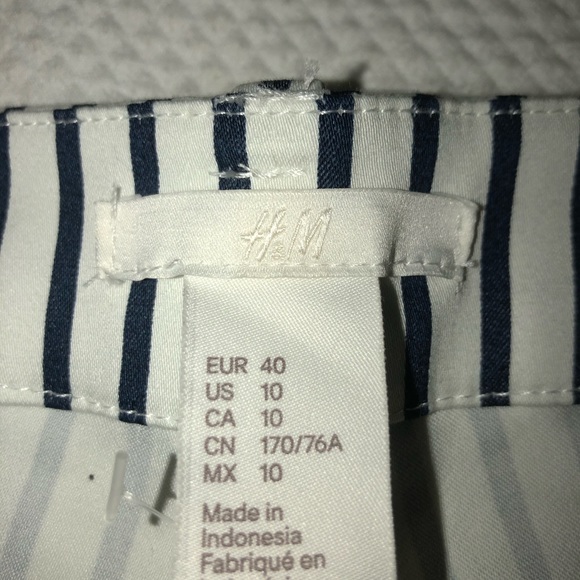 H&M
EUR 40
US 10
CA 10
CN 170/76A
MX 10
Made in
Indonesia
Fabriqué en